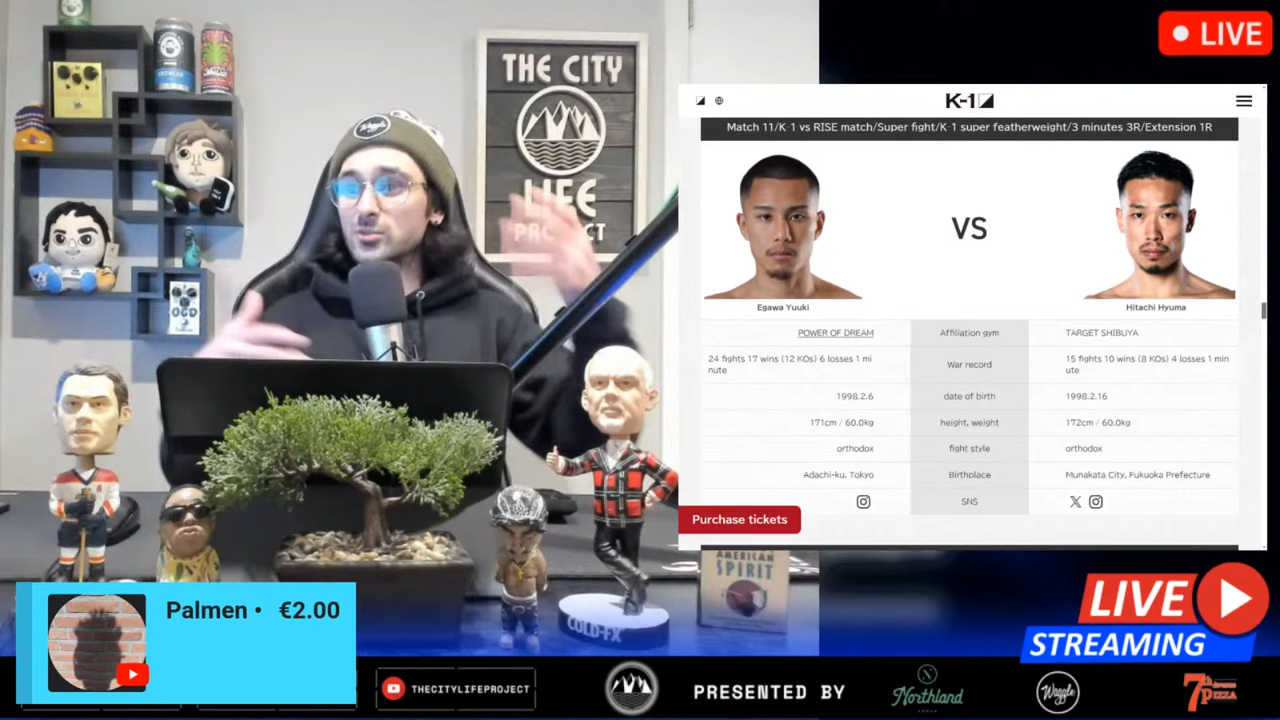 LIVE
THE CITY
LIFE
PROJECT
Waggle
OCD
K-1
Match 11/K-1 vs RISE match/Super fight/K-1 super featherweight/3 minutes 3R/Extension 1R
VS
Egawa Yuuki
Hitachi Hyuma
POWER OF DREAM
Affiliation gym
TARGET SHIBUYA
24 fights 17 wins (12 KOs) 6 losses 1 mi
nute
War record
15 fights 10 wins (8 KOs) 4 losses 1 min
ute
1998.2.6
date of birth
1998.2.16
171cm / 60.0kg
height, weight
172cm / 60.0kg
orthodox
fight style
orthodox
Adachi-ku, Tokyo
Birthplace
Munakata City, Fukuoka Prefecture
SNS
Purchase tickets
AMERICAN
SPIRIT
COLD-FX
Palmen • €2.00
LIVE
STREAMING
THECITYLIFEPROJECT
PRESENTED BY
Northland
Waggle
7th
PIZZA